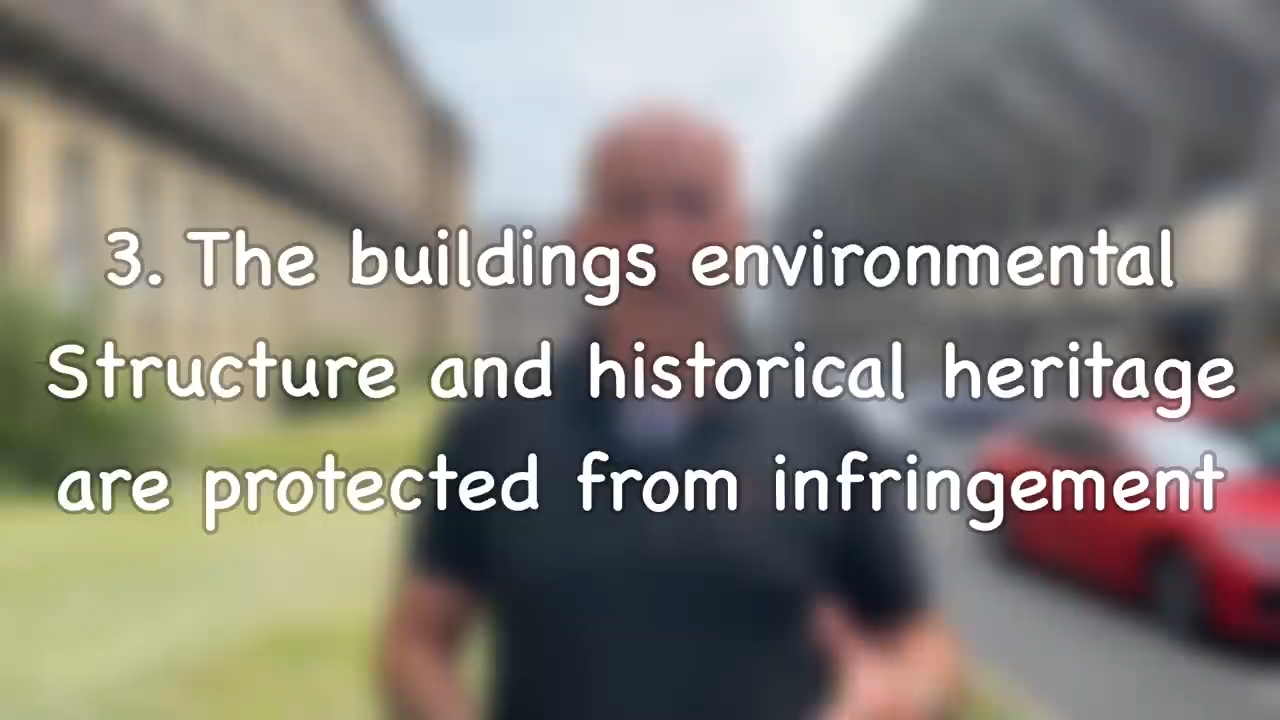 3. The buildings environmental
Structure and historical heritage
are protected from infringement